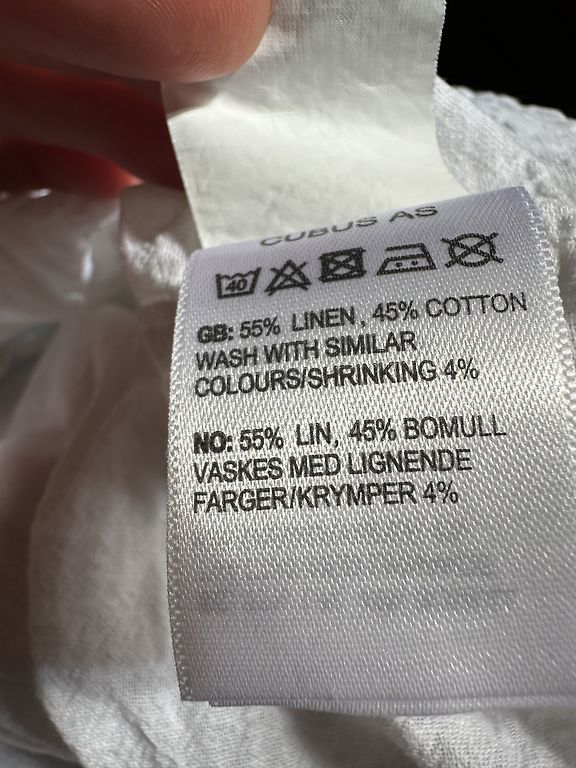 CUBUS AS
40
GB: 55% LINEN, 45% COTTON
WASH WITH SIMILAR
COLOURS/SHRINKING 4%
NO: 55% LIN, 45% BOMULL
VASKES MED LIGNENDE
FARGER/KRYMPER 4%